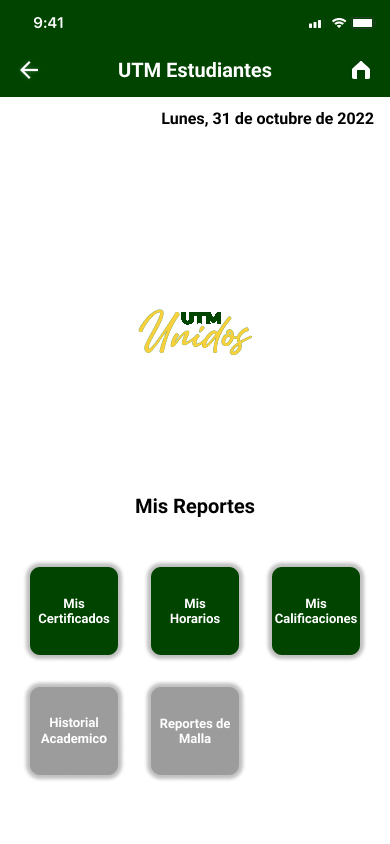 9:41
UTM Estudiantes
Lunes, 31 de octubre de 2022
UTM
Unidos
Mis Reportes
Mis
Certificados
Mis
Horarios
Mis
Calificaciones
Historial
Academico
Reportes de
Malla